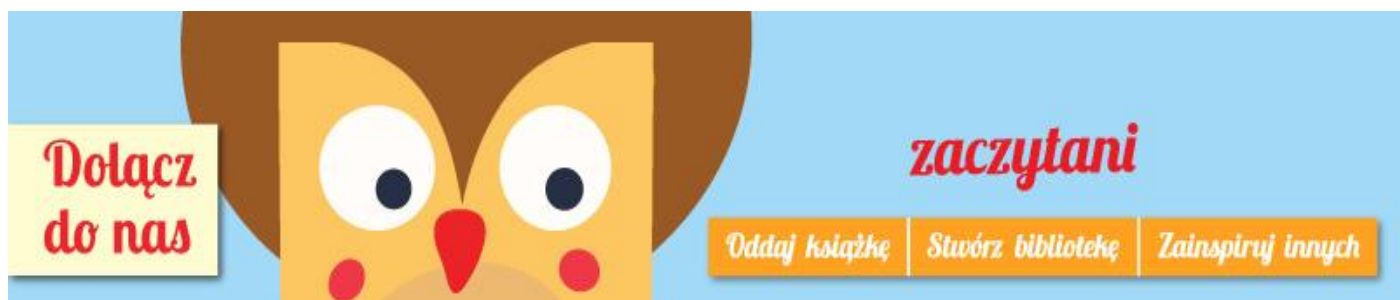 Dołącz
do nas
zaczytani
Oddaj książkę
Stwórz bibliotekę
Zainspiruj innych